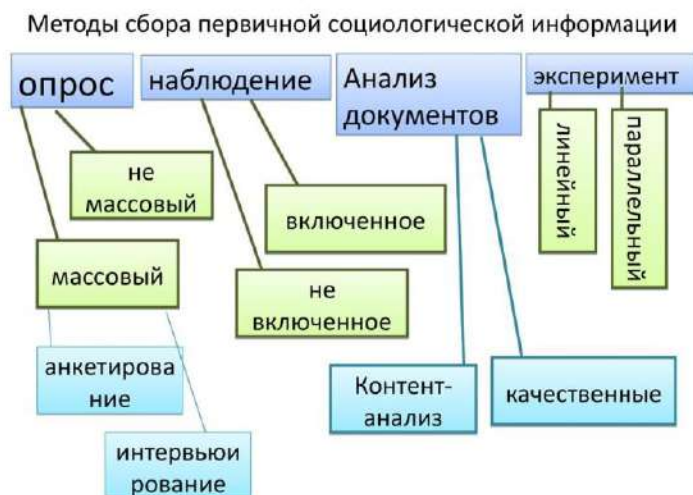 Методы сбора первичной социологической информации
опрос
наблюдение
Анализ
документов
эксперимент
линейный
параллельный
не
массовый
включенное
массовый
не
включенное
анкетирова
ние
Контент-
анализ
качественные
интервьюи
рование